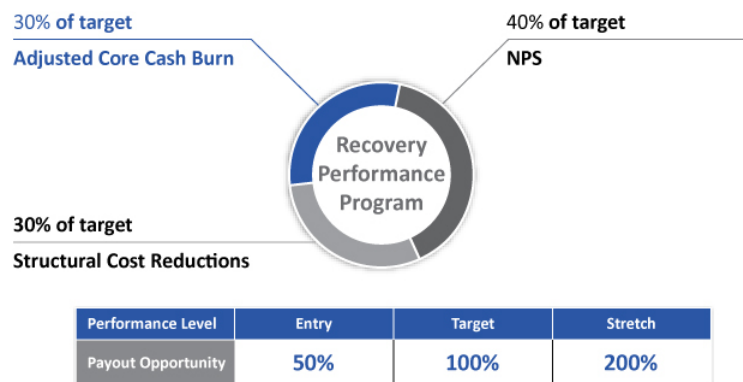 30% of target
Adjusted Core Cash Burn
40% of target
NPS
Recovery
Performance
Program
30% of target
Structural Cost Reductions
Performance Level Entry Target Stretch
Payout Opportunity 50% 100% 200%